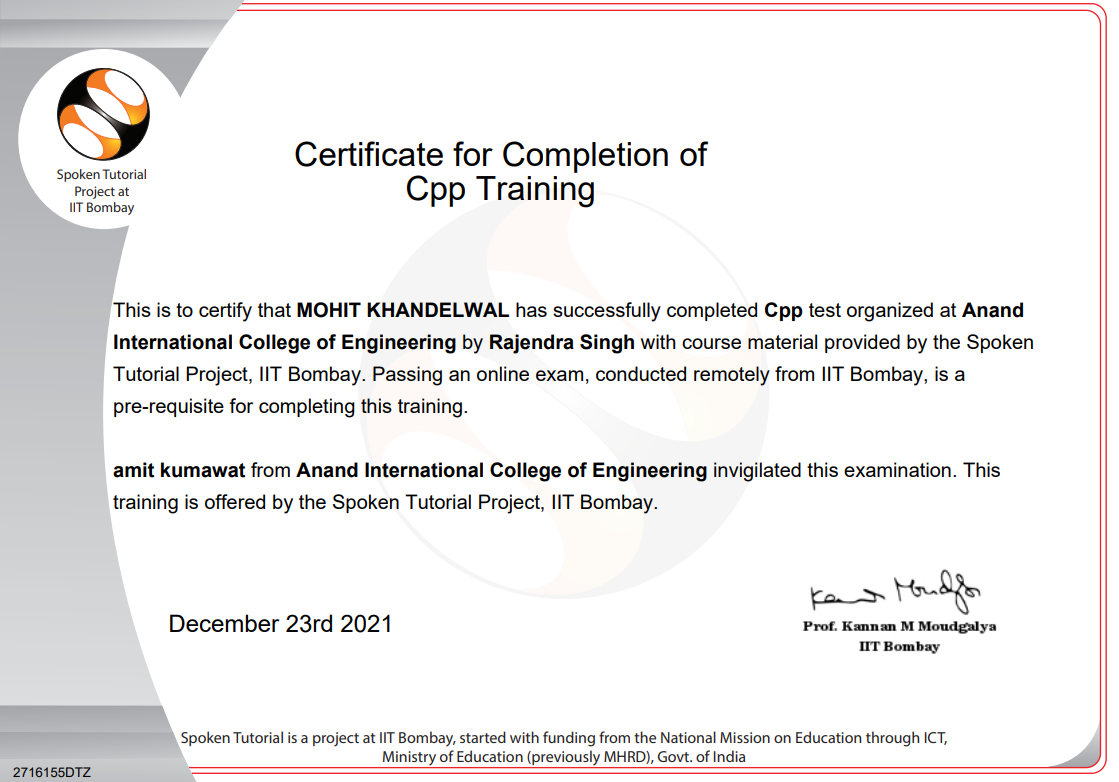 Spoken Tutorial
Project at
IIT Bombay
Certificate for Completion of
Cpp Training
This is to certify that MOHIT KHANDELWAL has successfully completed Cpp test organized at Anand
International College of Engineering by Rajendra Singh with course material provided by the Spoken
Tutorial Project, IIT Bombay. Passing an online exam, conducted remotely from IIT Bombay, is a
pre-requisite for completing this training.
amit kumawat from Anand International College of Engineering invigilated this examination. This
training is offered by the Spoken Tutorial Project, IIT Bombay.
December 23rd 2021
Kannan Moudgalya
Prof. Kannan M Moudgalya
IIT Bombay
Spoken Tutorial is a project at IIT Bombay, started with funding from the National Mission on Education through ICT,
Ministry of Education (previously MHRD), Govt. of India
2716155DTZ